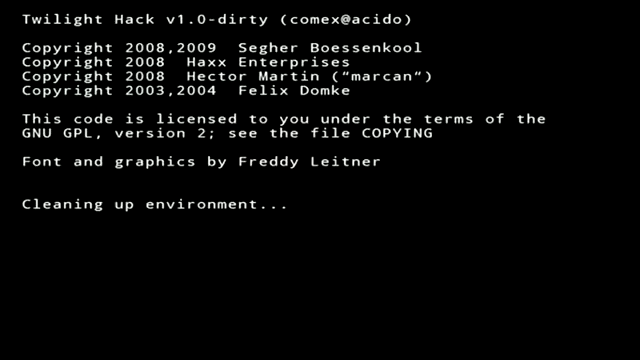 Twilight Hack v1.0-dirty (comex@acido)
Copyright 2008,2009  Segher Boessenkool
Copyright 2008  Haxx Enterprises
Copyright 2008  Hector Martin (“marcan”)
Copyright 2003,2004  Felix Domke
This code is licensed to you under the terms of the
GNU GPL, version 2; see the file COPYING
Font and graphics by Freddy Leitner
Cleaning up environment...